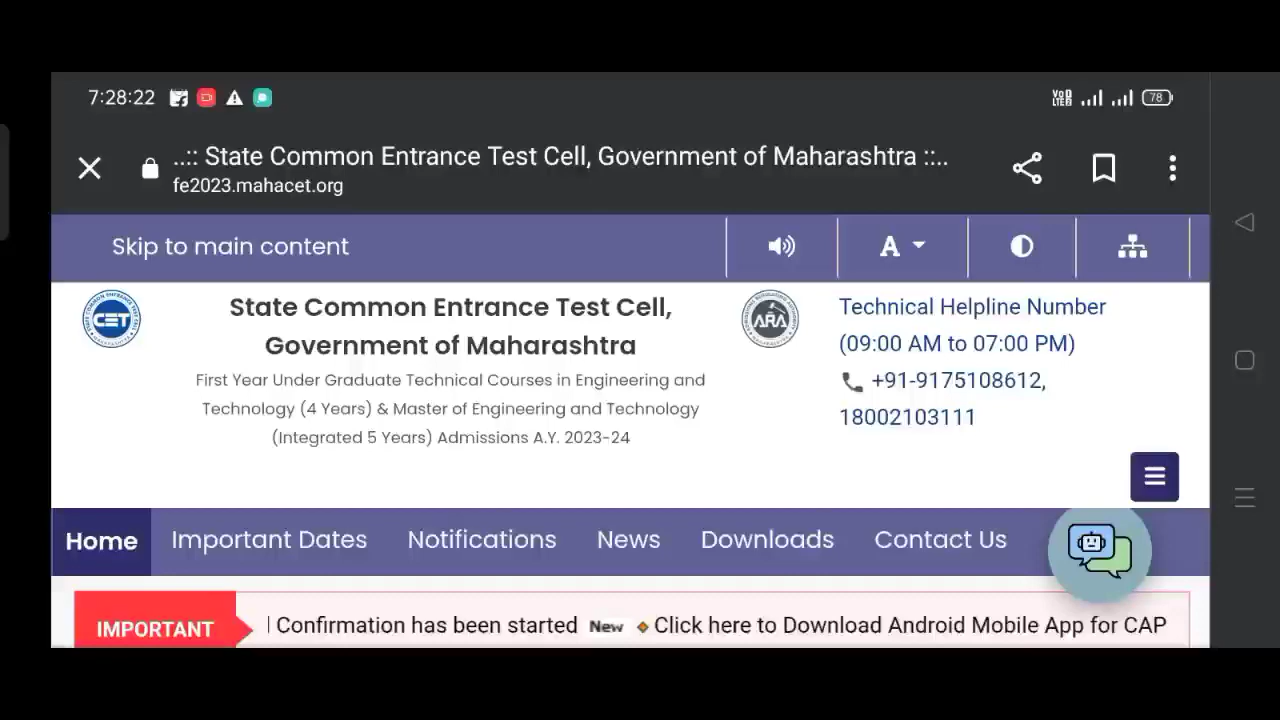 7:28:22
VoD LTEB
78
..:: State Common Entrance Test Cell, Government of Maharashtra ::..
fe2023.mahacet.org
Skip to main content
A
CET
State Common Entrance Test Cell,
Government of Maharashtra
First Year Under Graduate Technical Courses in Engineering and
Technology (4 Years) & Master of Engineering and Technology
(Integrated 5 Years) Admissions A.Y. 2023-24
ARA
Technical Helpline Number
(09:00 AM to 07:00 PM)
+91-9175108612,
18002103111
Home Important Dates Notifications News Downloads Contact Us
IMPORTANT
Confirmation has been started New Click here to Download Android Mobile App for CAP